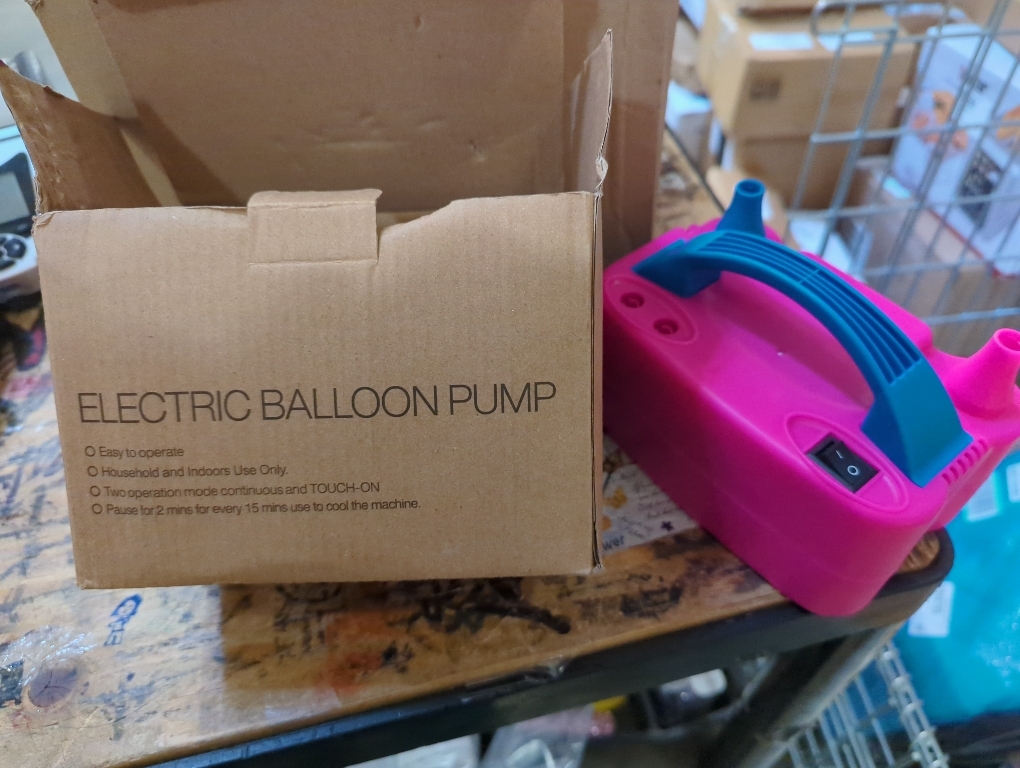 ELECTRIC BALLOON PUMP
O Easy to operate
O Household and Indoors Use Only.
O Two operation mode continuous and TOUCH-ON
O Pause for 2 mins for every 15 mins use to cool the machine.